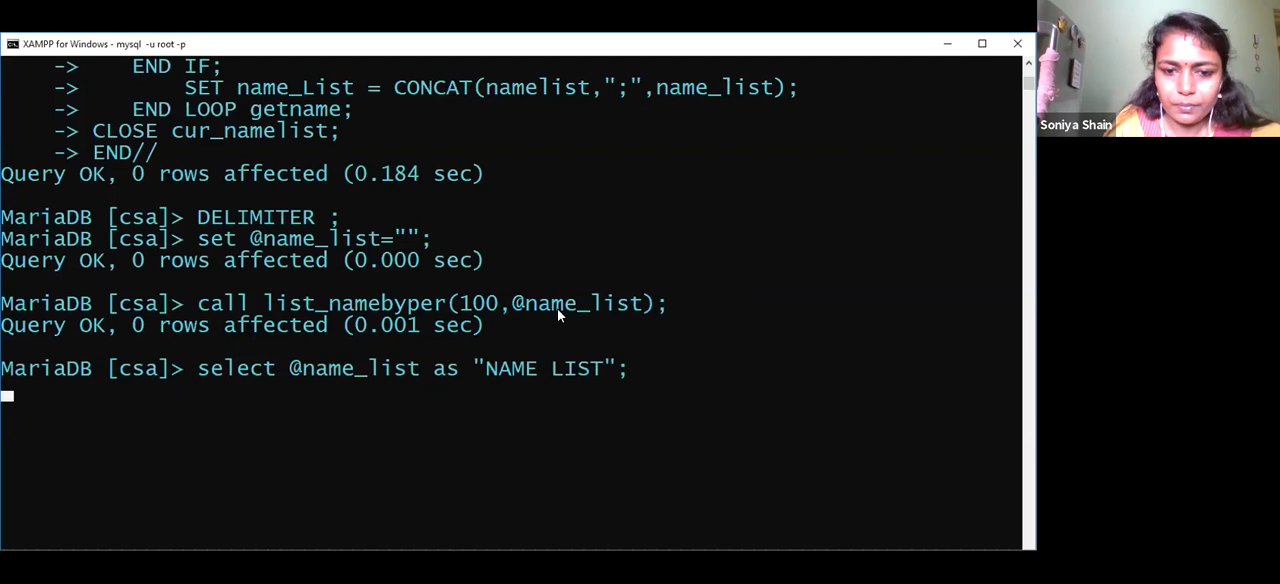 XAMPP for Windows - mysql -u root -p
-> END IF;
-> SET name_List = CONCAT(namelist,";",name_list);
-> END LOOP getname;
-> CLOSE cur_namelist;
-> END//
Query OK, 0 rows affected (0.184 sec)
MariaDB [csa]> DELIMITER ;
MariaDB [csa]> set @name_list="";
Query OK, 0 rows affected (0.000 sec)
MariaDB [csa]> call list_namebyper(100,@name_list);
Query OK, 0 rows affected (0.001 sec)
MariaDB [csa]> select @name_list as "NAME LIST";
Soniya Shain